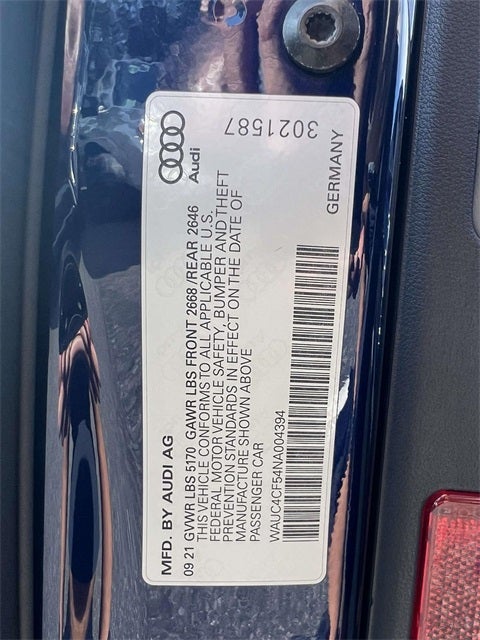 MFD. BY AUDI AG
09 21 GVWR LBS 5170 GAWR LBS FRONT 2668/REAR 2646
THIS VEHICLE CONFORMS TO ALL APPLICABLE U.S.
FEDERAL MOTOR VEHICLE SAFETY, BUMPER AND THEFT
PREVENTION STANDARDS IN EFFECT ON THE DATE OF
MANUFACTURE SHOWN ABOVE
PASSENGER CAR
WAUC4CF54NA004394
Audi
3021587
GERMANY